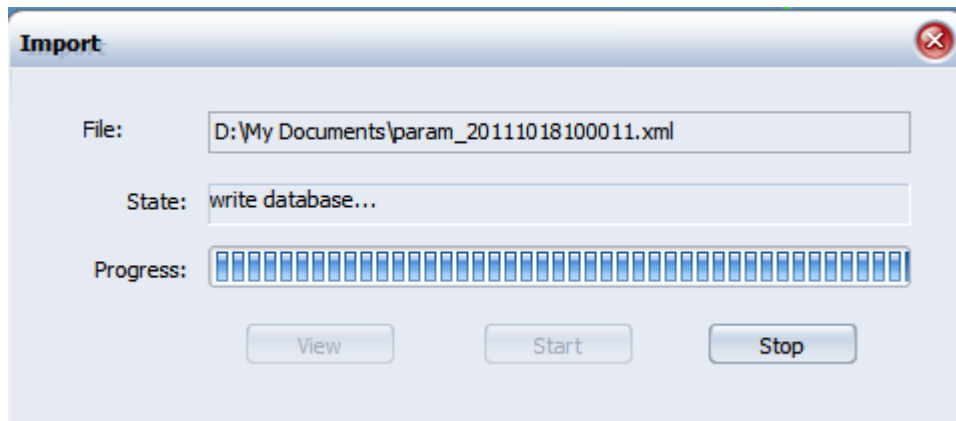 Import
File: D:\My Documents\param_20111018100011.xml
State: write database...
Progress:
View Start Stop